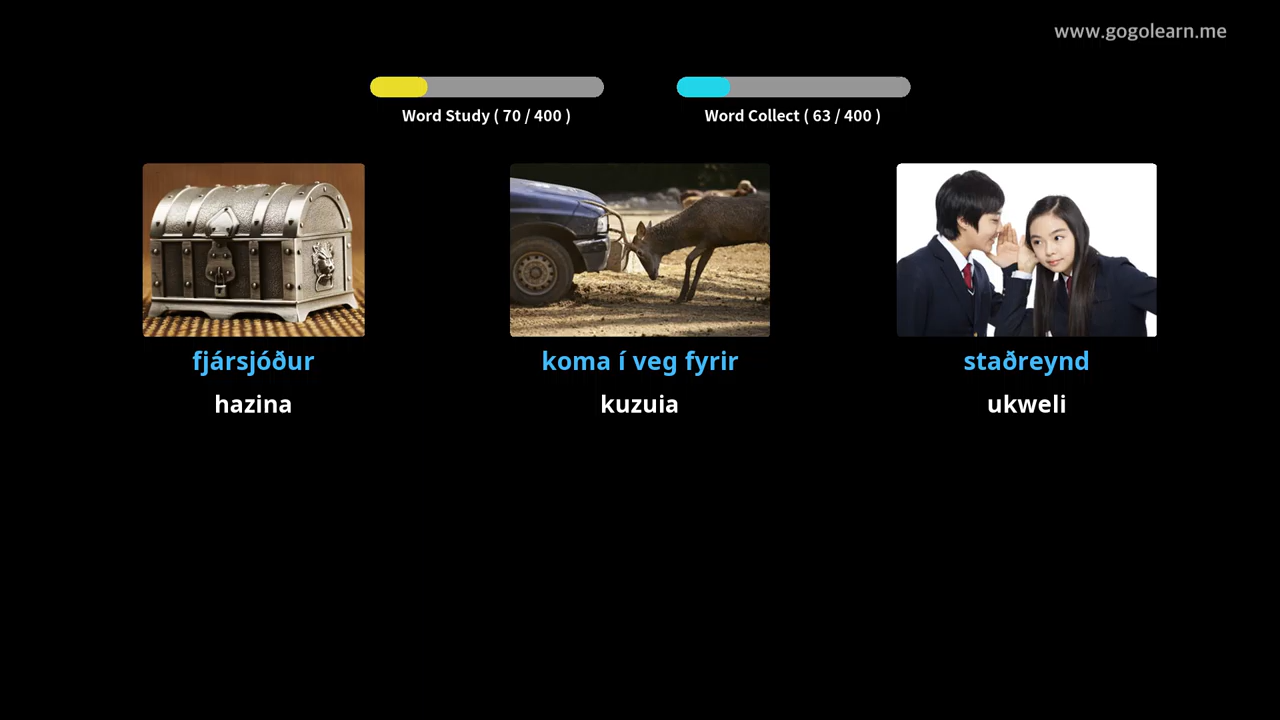 www.gogolearn.me
Word Study ( 70 / 400 )
Word Collect ( 63 / 400 )
fjársjóður
koma í veg fyrir
staðreynd
hazina
kuzuia
ukweli